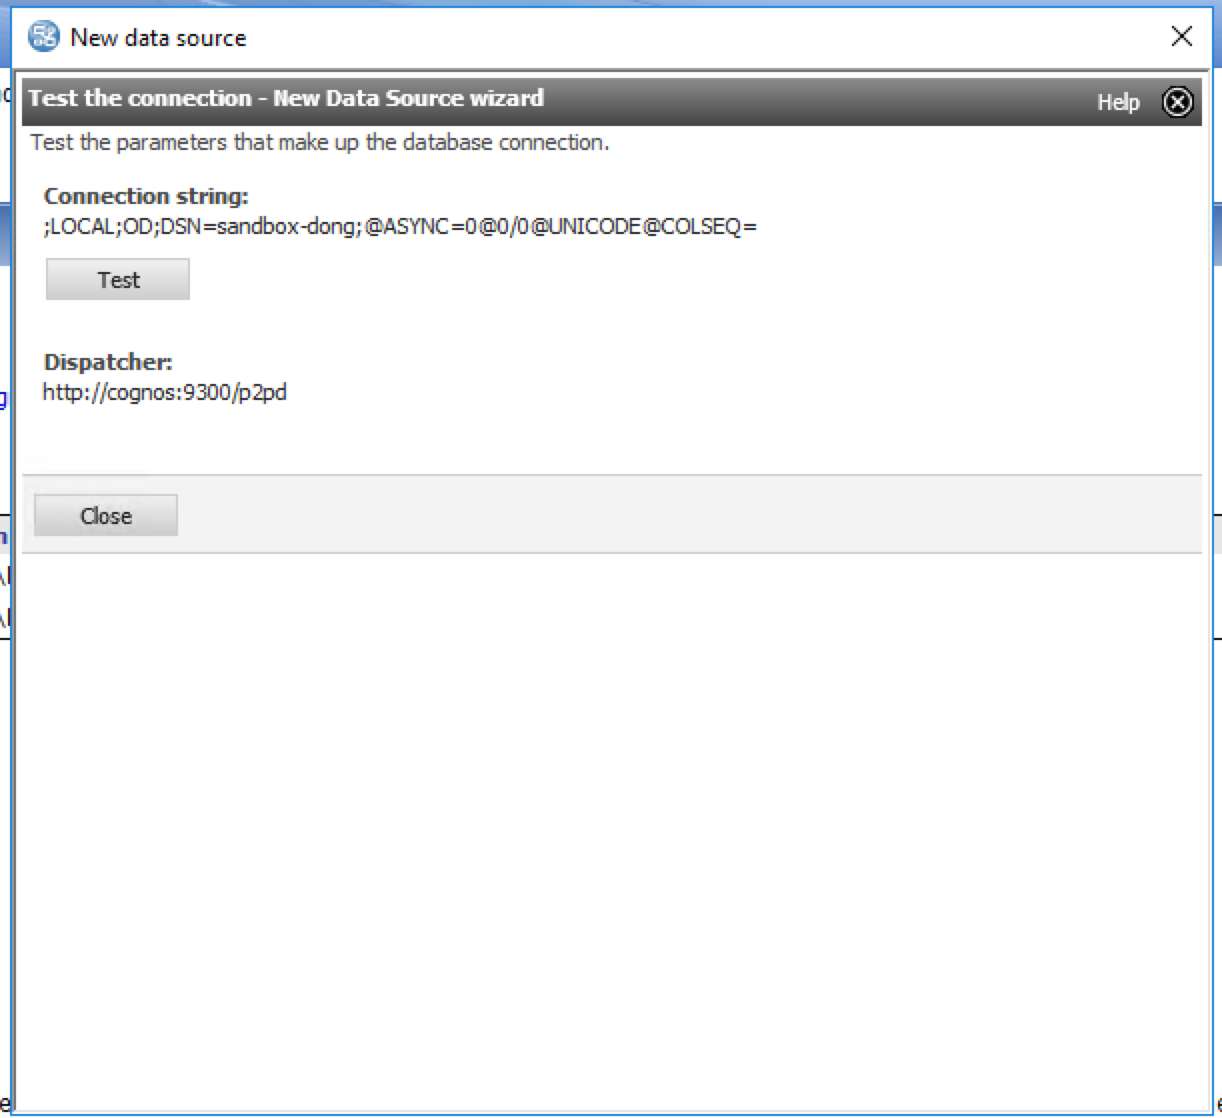 New data source
Test the connection - New Data Source wizard
Help
Test the parameters that make up the database connection.
Connection string:
;LOCAL;OD;DSN=sandbox-dong;@ASYNC=0@0/0@UNICODE@COLSEQ=
Test
Dispatcher:
http://cognos:9300/p2pd
Close